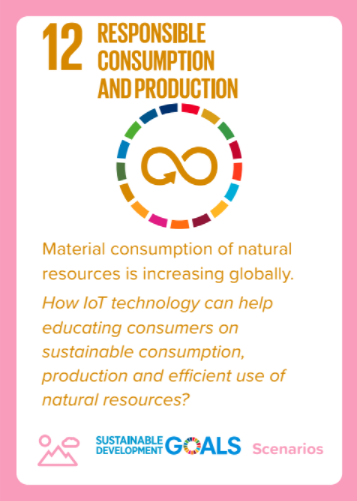 12 RESPONSIBLE
CONSUMPTION
AND PRODUCTION
Material consumption of natural
resources is increasing globally.
How IoT technology can help
educating consumers on
sustainable consumption,
production and efficient use of
natural resources?
SUSTAINABLE
DEVELOPMENT GOALS
Scenarios